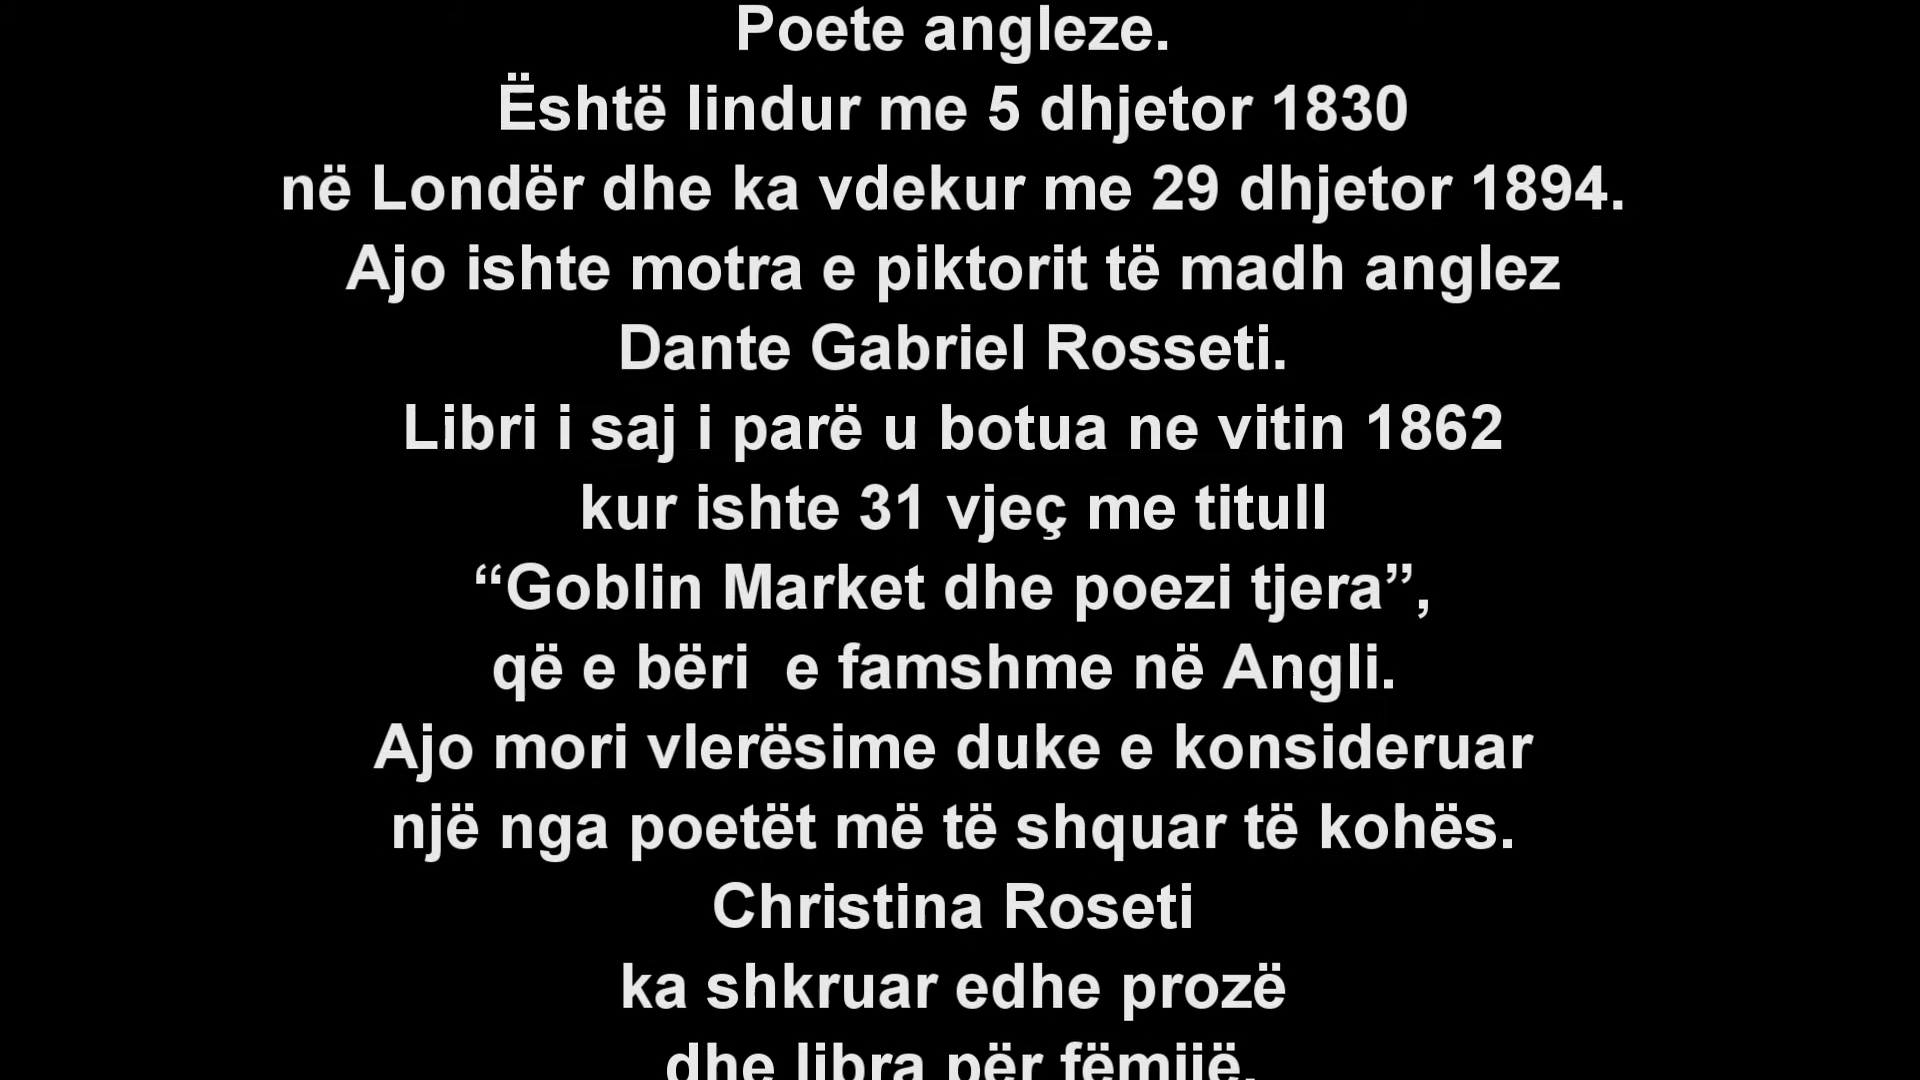 Poete angleze.
Është lindur me 5 dhjetor 1830
në Londër dhe ka vdekur me 29 dhjetor 1894.
Ajo ishte motra e piktorit të madh anglez
Dante Gabriel Rosseti.
Libri i saj i parë u botua ne vitin 1862
kur ishte 31 vjeç me titull
“Goblin Market dhe poezi tjera”,
që e bëri  e famshme në Angli.
Ajo mori vlerësime duke e konsideruar
një nga poetët më të shquar të kohës.
Christina Roseti
ka shkruar edhe prozë
dhe libra për fëmijë.